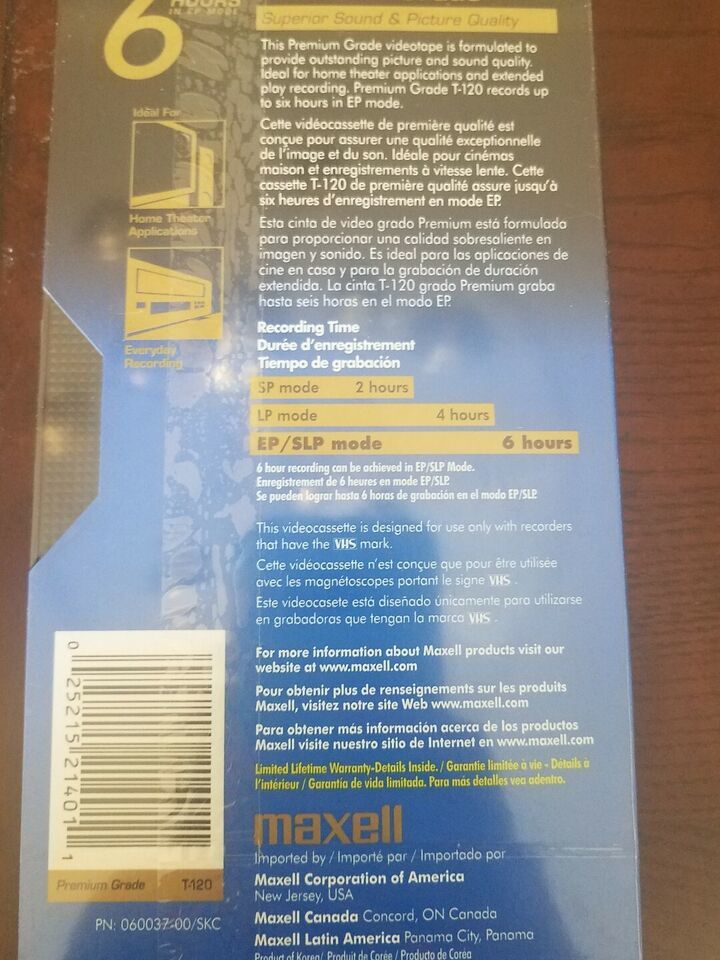 6 HOURS
IN EP MODE
Superior Sound & Picture Quality
This Premium Grade videotape is formulated to
provide outstanding picture and sound quality.
Ideal for home theater applications and extended
play recording. Premium Grade T-120 records up
to six hours in EP mode.
Cette vidéocassette de première qualité est
conçue pour assurer une qualité exceptionnelle
de l'image et du son. Idéale pour cinémas
maison et enregistrements à vitesse lente. Cette
cassette T-120 de première qualité assure jusqu'à
six heures d'enregistrement en mode EP.
Esta cinta de video grado Premium está formulada
para proporcionar una calidad sobresaliente en
imagen y sonido. Es ideal para las aplicaciones de
cine en casa y para la grabación de duración
extendida. La cinta T-120 grado Premium graba
hasta seis horas en el modo EP.
Ideal For
Home Theater
Applications
Everyday
Recording
Recording Time
Durée d'enregistrement
Tiempo de grabación
SP mode 2 hours
LP mode 4 hours
EP/SLP mode 6 hours
6 hour recording can be achieved in EP/SLP Mode.
Enregistrement de 6 heures en mode EP/SLP.
Se pueden lograr hasta 6 horas de grabación en el modo EP/SLP.
This videocassette is designed for use only with recorders
that have the VHS mark.
Cette vidéocassette n'est conçue que pour être utilisée
avec les magnétoscopes portant le signe VHS .
Este videocasete está diseñado únicamente para utilizarse
en grabadoras que tengan la marca VHS .
For more information about Maxell products visit our
website at www.maxell.com
Pour obtenir plus de renseignements sur les produits
Maxell, visitez notre site Web www.maxell.com
Para obtener más información acerca de los productos
Maxell visite nuestro sitio de Internet en www.maxell.com
Limited Lifetime Warranty-Details Inside. / Garantie limitée à vie - Détails à
l'intérieur / Garantía de vida limitada. Para más detalles vea adentro.
maxell
Imported by / Importé par / Importado por
Maxell Corporation of America
New Jersey, USA
Maxell Canada Concord, ON Canada
Maxell Latin America Panama City, Panama
Product of Korea/ Produit de Corée / Producto de Corea
0 25215 21401 1
Premium Grade T-120
PN: 060037-00/SKC